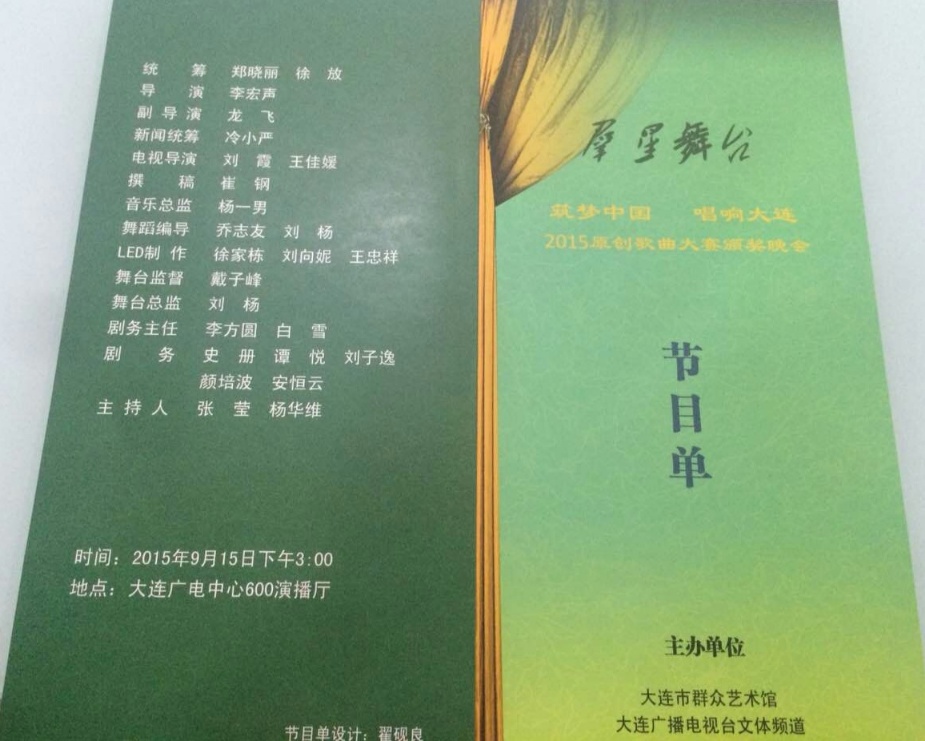 统 筹 郑晓丽 徐 放
导 演 李宏声
副 导 演 龙 飞
新闻统筹 冷小严
电视导演 刘 霞 王佳媛
撰 稿 崔 钢
音乐总监 杨一男
舞蹈编导 乔志友 刘 杨
LED制 作 徐家栋 刘向妮 王忠祥
舞台监督 戴子峰
舞台总监 刘 杨
剧务主任 李方圆 白 雪
剧 务 史 册 谭 悦 刘子逸
颜培波 安恒云
主 持 人 张 莹 杨华维
时间：2015年9月15日下午3:00
地点：大连广电中心600演播厅
节目单设计：翟砚良
群星舞台
筑梦中国 唱响大连
2015原创歌曲大赛颁奖晚会
节目单
主办单位
大连市群众艺术馆
大连广播电视台文体频道